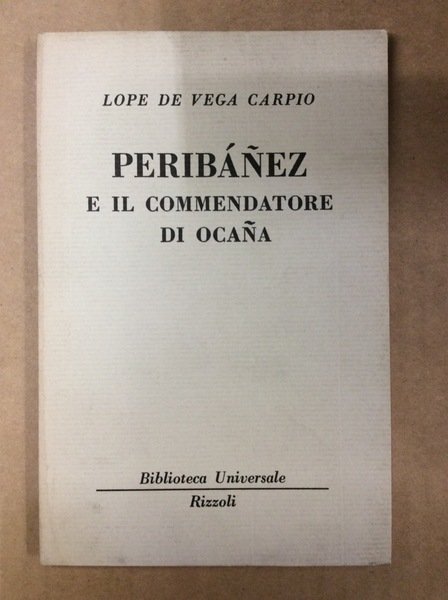 LOPE DE VEGA CARPIO
PERIBÁÑEZ
E IL COMMENDATORE
DI OCAÑA
Biblioteca Universale
Rizzoli